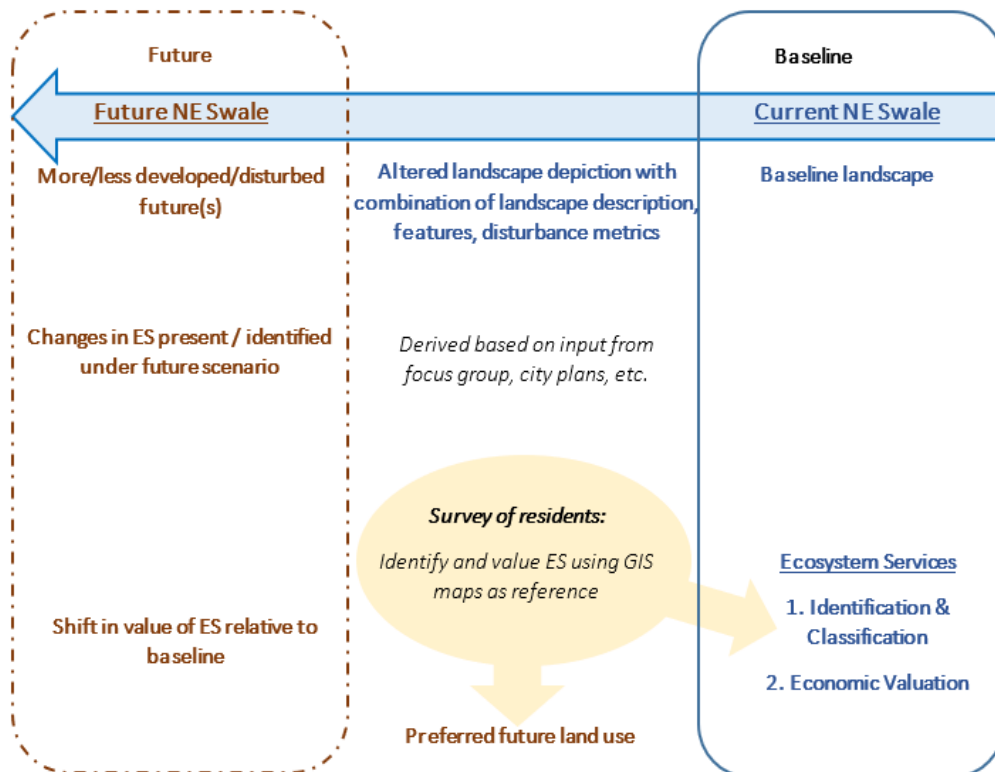 Future
Baseline
Future NE Swale
Current NE Swale
More/less developed/disturbed
future(s)
Altered landscape depiction with
combination of landscape description,
features, disturbance metrics
Baseline landscape
Changes in ES present / identified
under future scenario
Derived based on input from
focus group, city plans, etc.
Survey of residents:
Identify and value ES using GIS
maps as reference
Ecosystem Services
1. Identification &
Classification
2. Economic Valuation
Shift in value of ES relative to
baseline
Preferred future land use